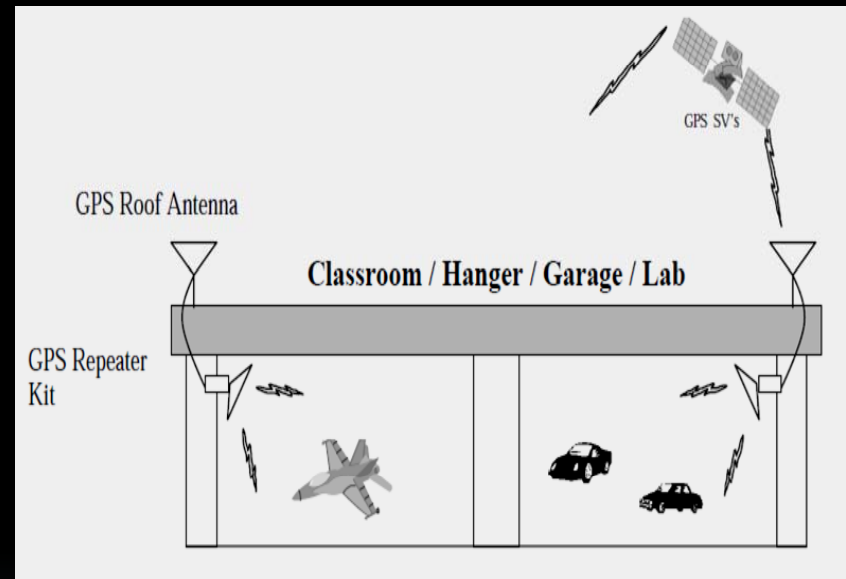 GPS SV's
GPS Roof Antenna
Classroom / Hanger / Garage / Lab
GPS Repeater
Kit